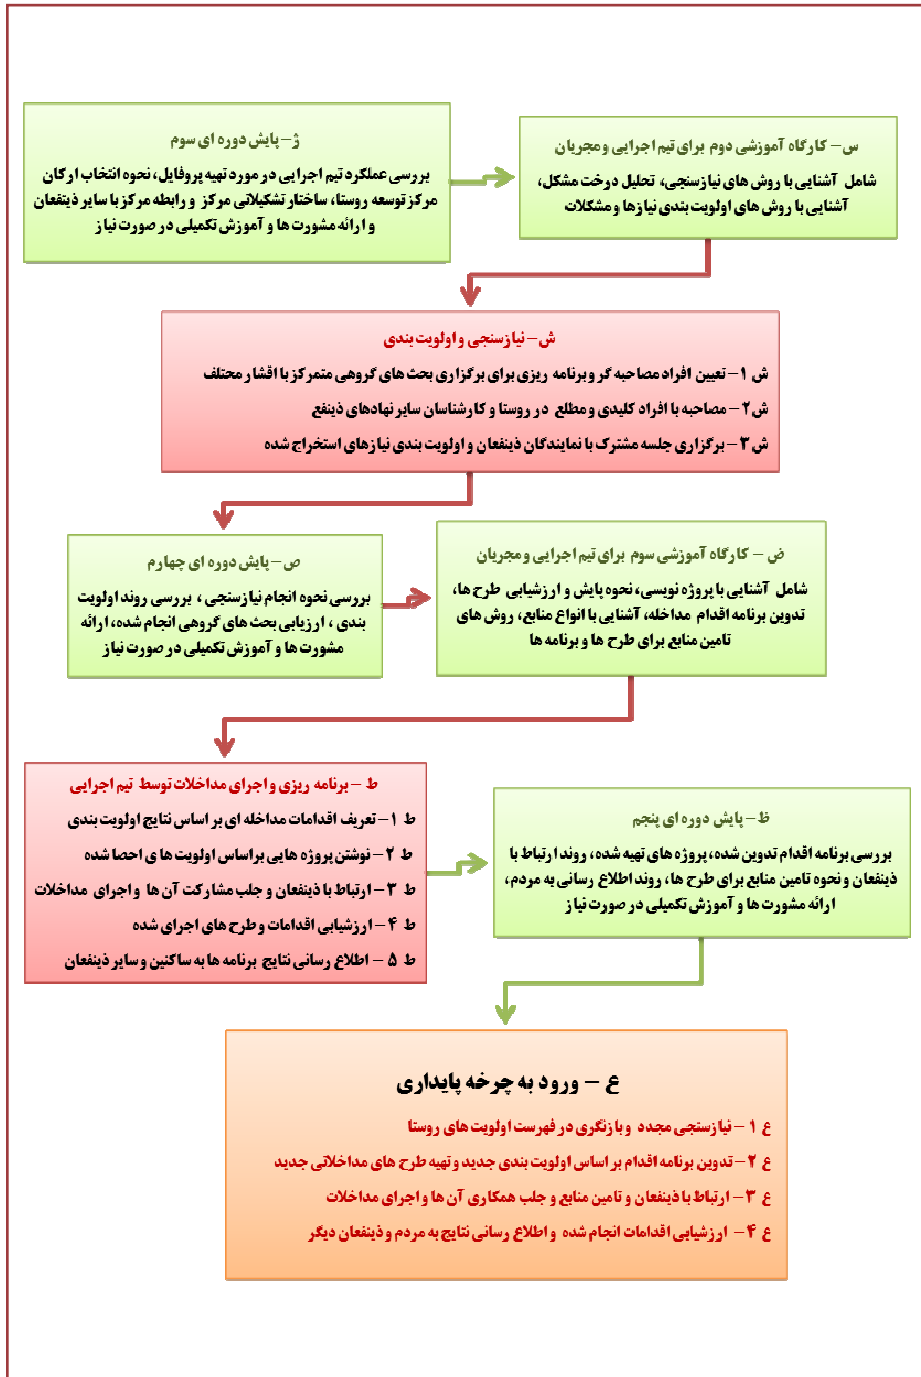 ژ – پایش دوره ای سوم
بررسی عملکرد تیم اجرایی در مورد تهیه پروفایل، نحوه انتخاب ارکان
مرکز توسعه روستا، ساختار تشکیلاتی مرکز و رابطه مرکز با سایر ذینفعان
و ارائه مشورت ها و آموزش تکمیلی در صورت نیاز
س – کارگاه آموزشی دوم برای تیم اجرایی و مجریان
شامل آشنایی با روش های نیازسنجی، تحلیل درخت مشکل،
آشنایی با روش های اولویت بندی نیازها و مشکلات
ش – نیازسنجی و اولویت بندی
ش ۱ – تعیین افراد مصاحبه گر و برنامه ریزی برای برگزاری بحث های گروهی متمرکز با اقشار مختلف
ش ۲ – مصاحبه با افراد کلیدی و مطلع در روستا و کارشناسان سایر نهادهای ذینفع
ش ۳ – برگزاری جلسه مشترک با نمایندگان ذینفعان و اولویت بندی نیازهای استخراج شده
ص – پایش دوره ای چهارم
بررسی نحوه انجام نیازسنجی ، بررسی روند اولویت
بندی ، ارزیابی بحث های گروهی انجام شده، ارائه
مشورت ها و آموزش تکمیلی در صورت نیاز
ض – کارگاه آموزشی سوم برای تیم اجرایی و مجریان
شامل آشنایی با پروژه نویسی، نحوه پایش و ارزشیابی طرح ها،
تدوین برنامه اقدام مداخله، آشنایی با انواع منابع، روش های
تامین منابع برای طرح ها و برنامه ها
ط – برنامه ریزی و اجرای مداخلات توسط تیم اجرایی
ط ۱ – تعریف اقدامات مداخله ای بر اساس نتایج اولویت بندی
ط ۲ – نوشتن پروژه هایی براساس اولویت های احصا شده
ط ۳ – ارتباط با ذینفعان و جلب مشارکت آن ها و اجرای مداخلات
ط ۴ – ارزشیابی اقدامات و طرح های اجرای شده
ط ۵ – اطلاع رسانی نتایج برنامه ها به ساکنین و سایر ذینفعان
ظ – پایش دوره ای پنجم
بررسی برنامه اقدام تدوین شده، پروژه های تهیه شده، روند ارتباط با
ذینفعان و نحوه تامین منابع برای طرح ها، روند اطلاع رسانی به مردم،
ارائه مشورت ها و آموزش تکمیلی در صورت نیاز
ع – ورود به چرخه پایداری
ع ۱ – نیازسنجی مجدد و بازنگری در فهرست اولویت های روستا
ع ۲ – تدوین برنامه اقدام بر اساس اولویت بندی جدید و تهیه طرح های مداخلاتی جدید
ع ۳ – ارتباط با ذینفعان و تامین منابع و جلب همکاری آن ها و اجرای مداخلات
ع ۴ – ارزشیابی اقدامات انجام شده و اطلاع رسانی نتایج به مردم و ذینفعان دیگر